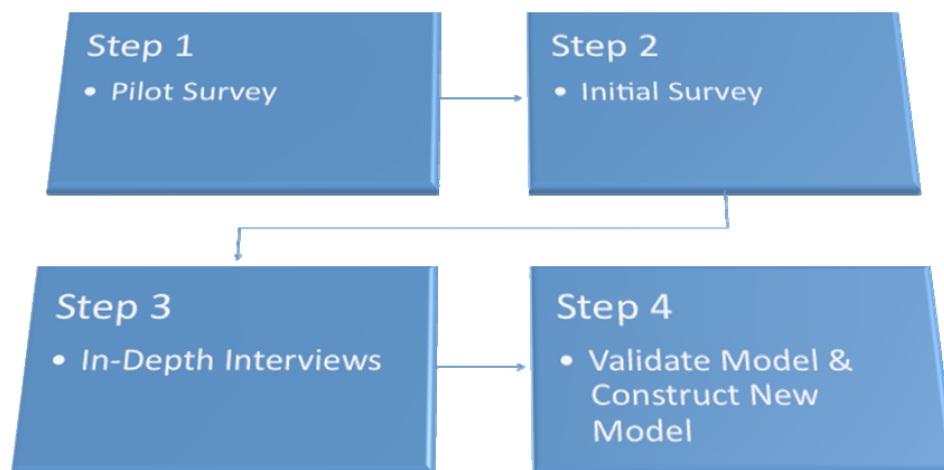 Step 1
• Pilot Survey
Step 2
• Initial Survey
Step 3
• In-Depth Interviews
Step 4
• Validate Model &
Construct New
Model